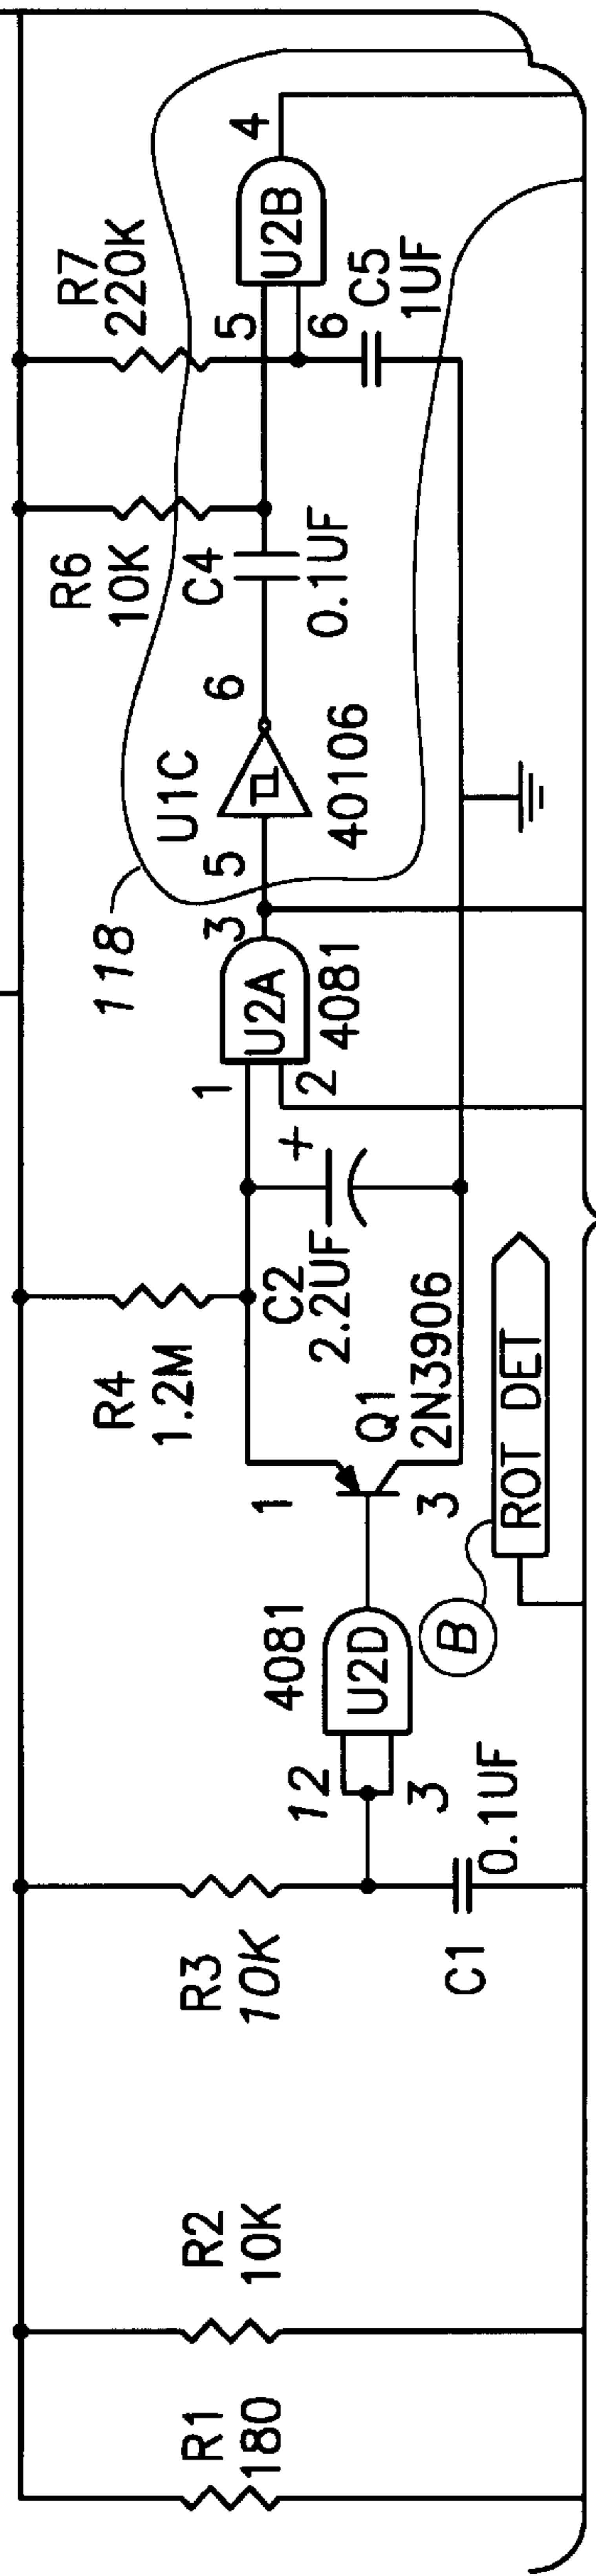 R1
180
R2
10K
R3
10K
C1
0.1UF
12
3
4081
U2D
B
ROT DET
1
3
Q1
2N3906
R4
1.2M
C2
2.2UF
+
1
2
U2A
4081
3
118
5
U1C
40106
6
R6
10K
C4
0.1UF
R7
220K
5
6
U2B
4
C5
1UF